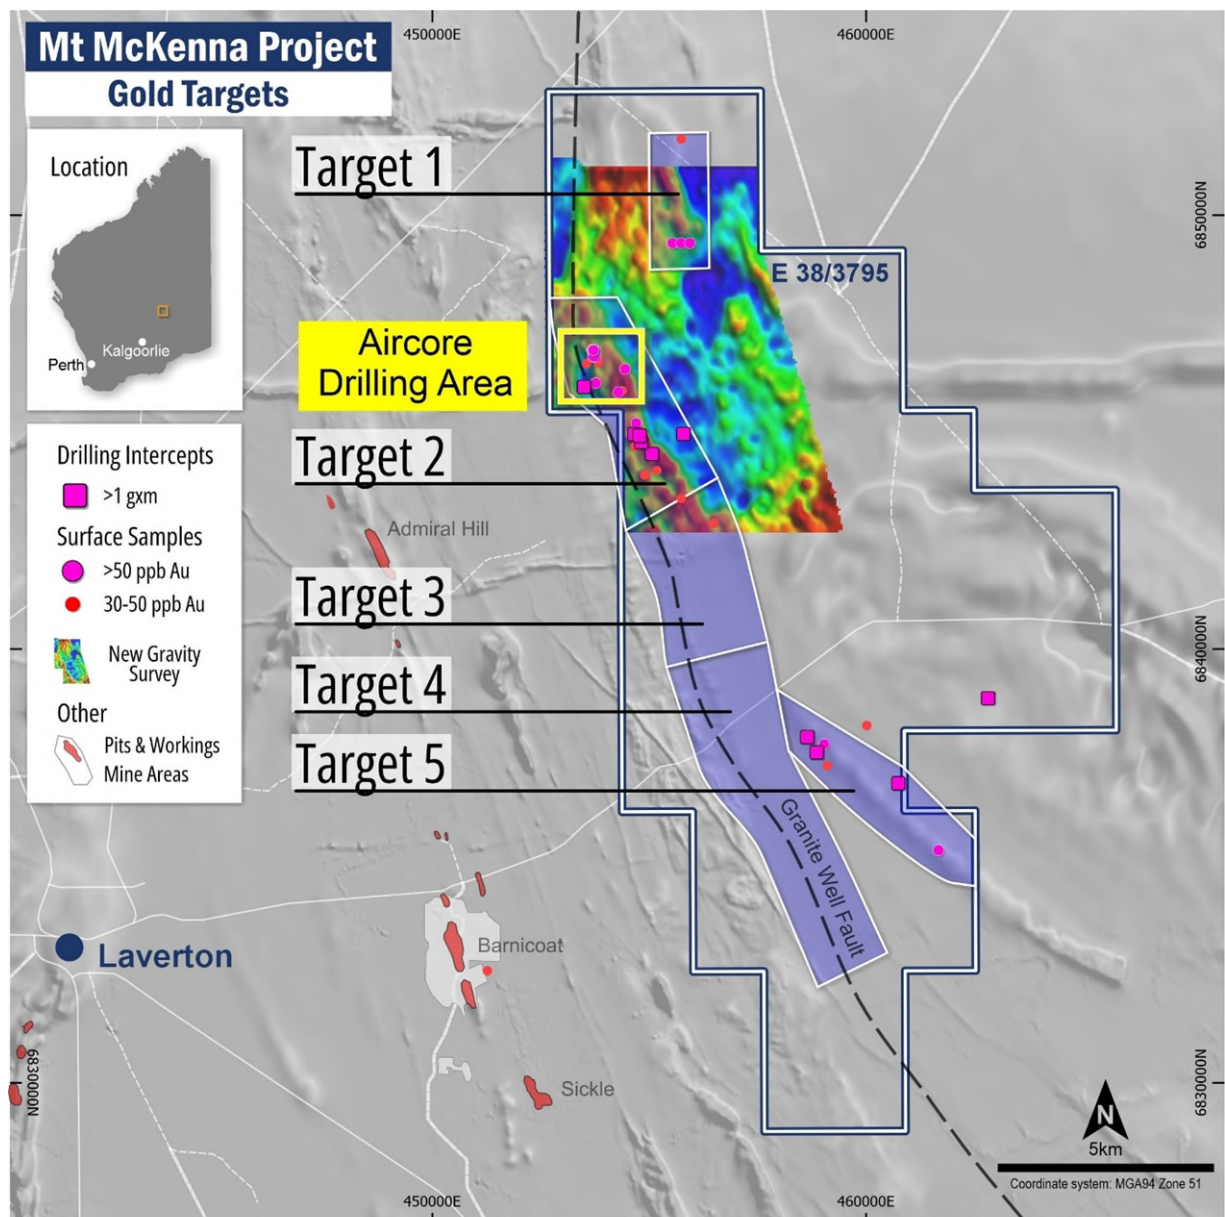 Mt McKenna Project
Gold Targets
450000E
460000E
Location
Perth
Kalgoorlie
Target 1
6850000N
E 38/3795
Aircore
Drilling Area
Drilling Intercepts
>1 gxm
Surface Samples
>50 ppb Au
30-50 ppb Au
New Gravity
Survey
Other
Pits & Workings
Mine Areas
Target 2
Admiral Hill
Target 3
6840000N
Target 4
Target 5
Granite Well Fault
Laverton
Barnicoat
Sickle
6830000N
6830000N
N
5km
Coordinate system: MGA94 Zone 51
450000E
460000E